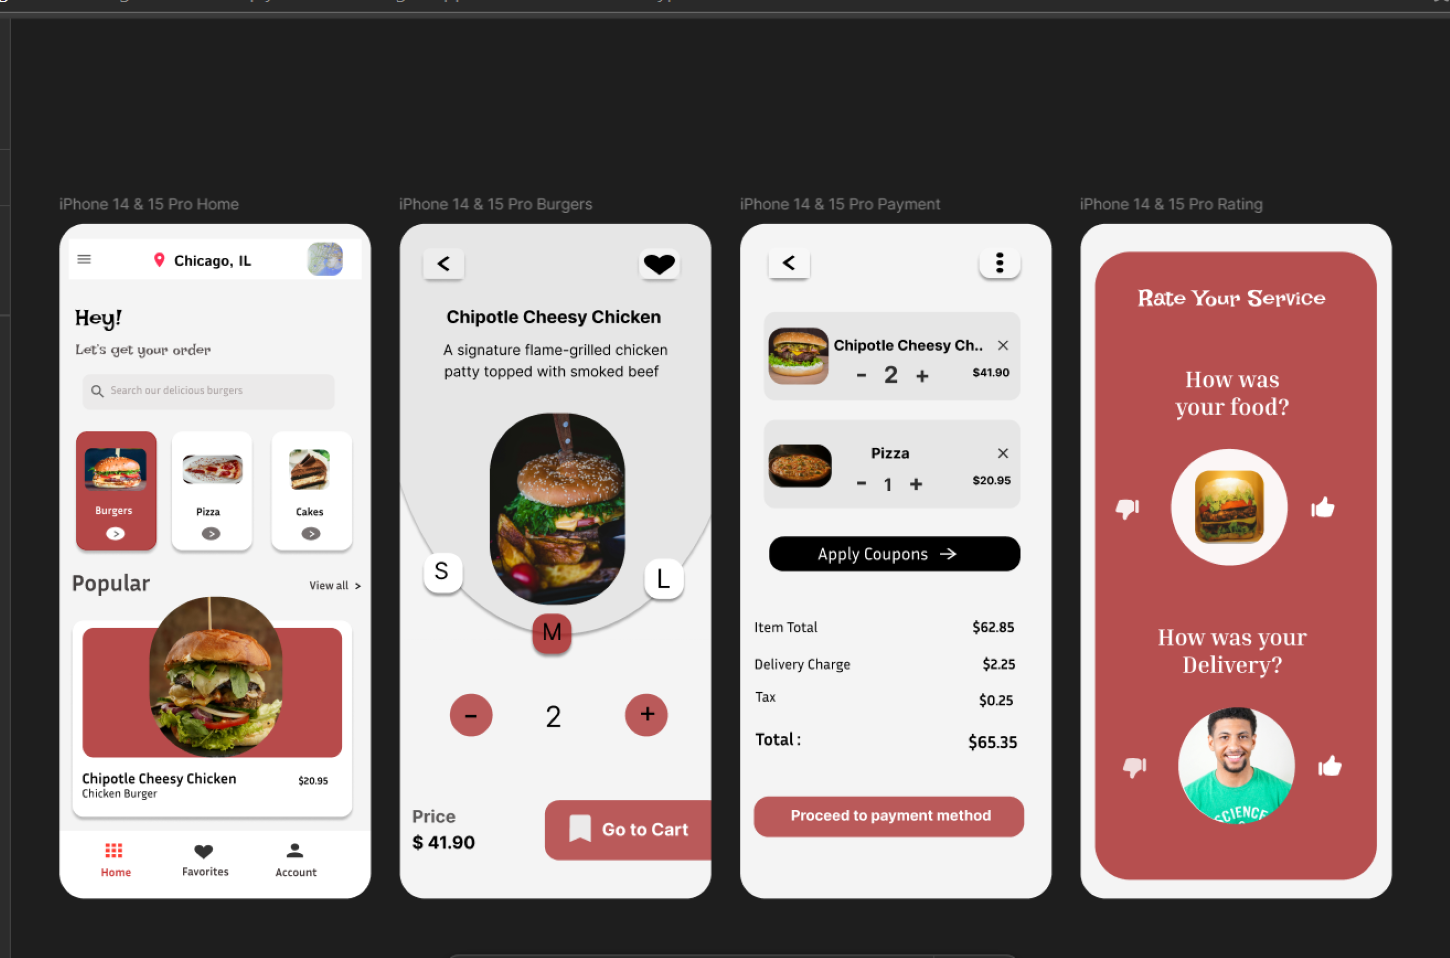 iPhone 14 & 15 Pro Home
Chicago, IL
Hey!
Let's get your order
Search our delicious burgers
Burgers
>
Pizza
>
Cakes
>
Popular
View all >
Chipotle Cheesy Chicken
$20.95
Chicken Burger
Home
Favorites
Account
iPhone 14 & 15 Pro Burgers
<
Chipotle Cheesy Chicken
A signature flame-grilled chicken
patty topped with smoked beef
S
L
M
-
2
+
Price
$ 41.90
Go to Cart
iPhone 14 & 15 Pro Payment
<
Chipotle Cheesy Ch..
- 2 +
$41.90
Pizza
- 1 +
$20.95
Apply Coupons →
Item Total $62.85
Delivery Charge $2.25
Tax $0.25
Total : $65.35
Proceed to payment method
iPhone 14 & 15 Pro Rating
Rate Your Service
How was
your food?
How was your
Delivery?
SCIENCE